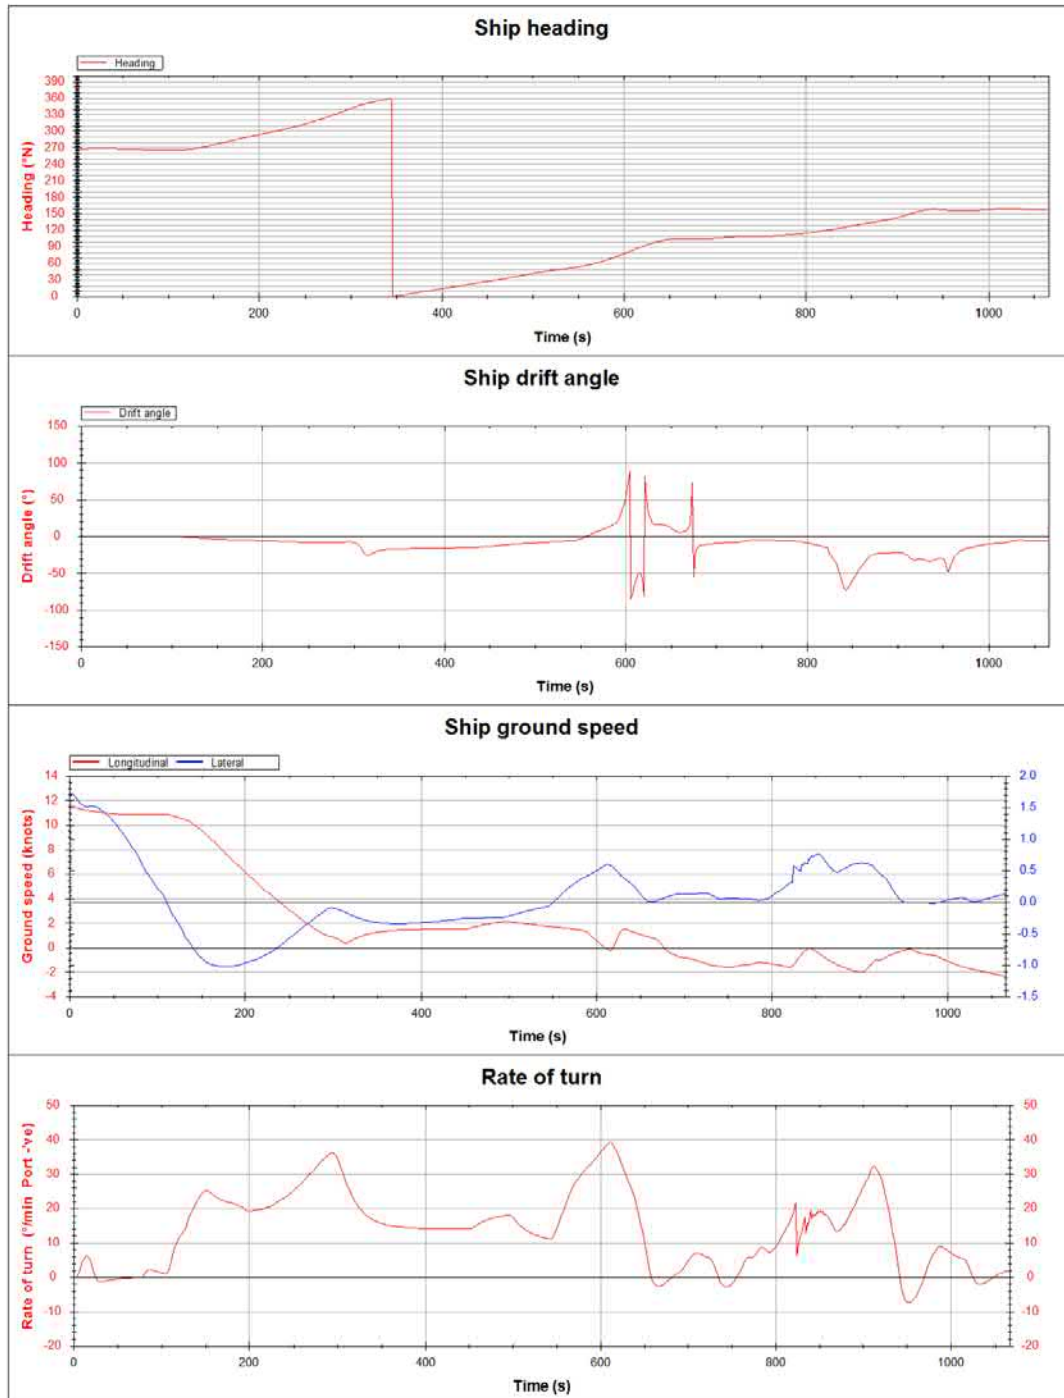 Ship heading
Heading
Heading (°N)
390
360
330
300
270
240
210
180
150
120
90
60
30
0
0 200 400 600 800 1000
Time (s)
Ship drift angle
Drift angle
Drift angle (°)
150
100
50
0
-50
-100
-150
0 200 400 600 800 1000
Time (s)
Ship ground speed
Longitudinal Lateral
Ground speed (knots)
14 2.0
12 1.5
10 1.0
8
6 0.5
4 0.0
2 -0.5
0
-2 -1.0
-4 -1.5
0 200 400 600 800 1000
Time (s)
Rate of turn
Rate of turn (°/min Port -'ve)
50 50
40 40
30 30
20 20
10 10
0 0
-10 -10
-20 -20
0 200 400 600 800 1000
Time (s)